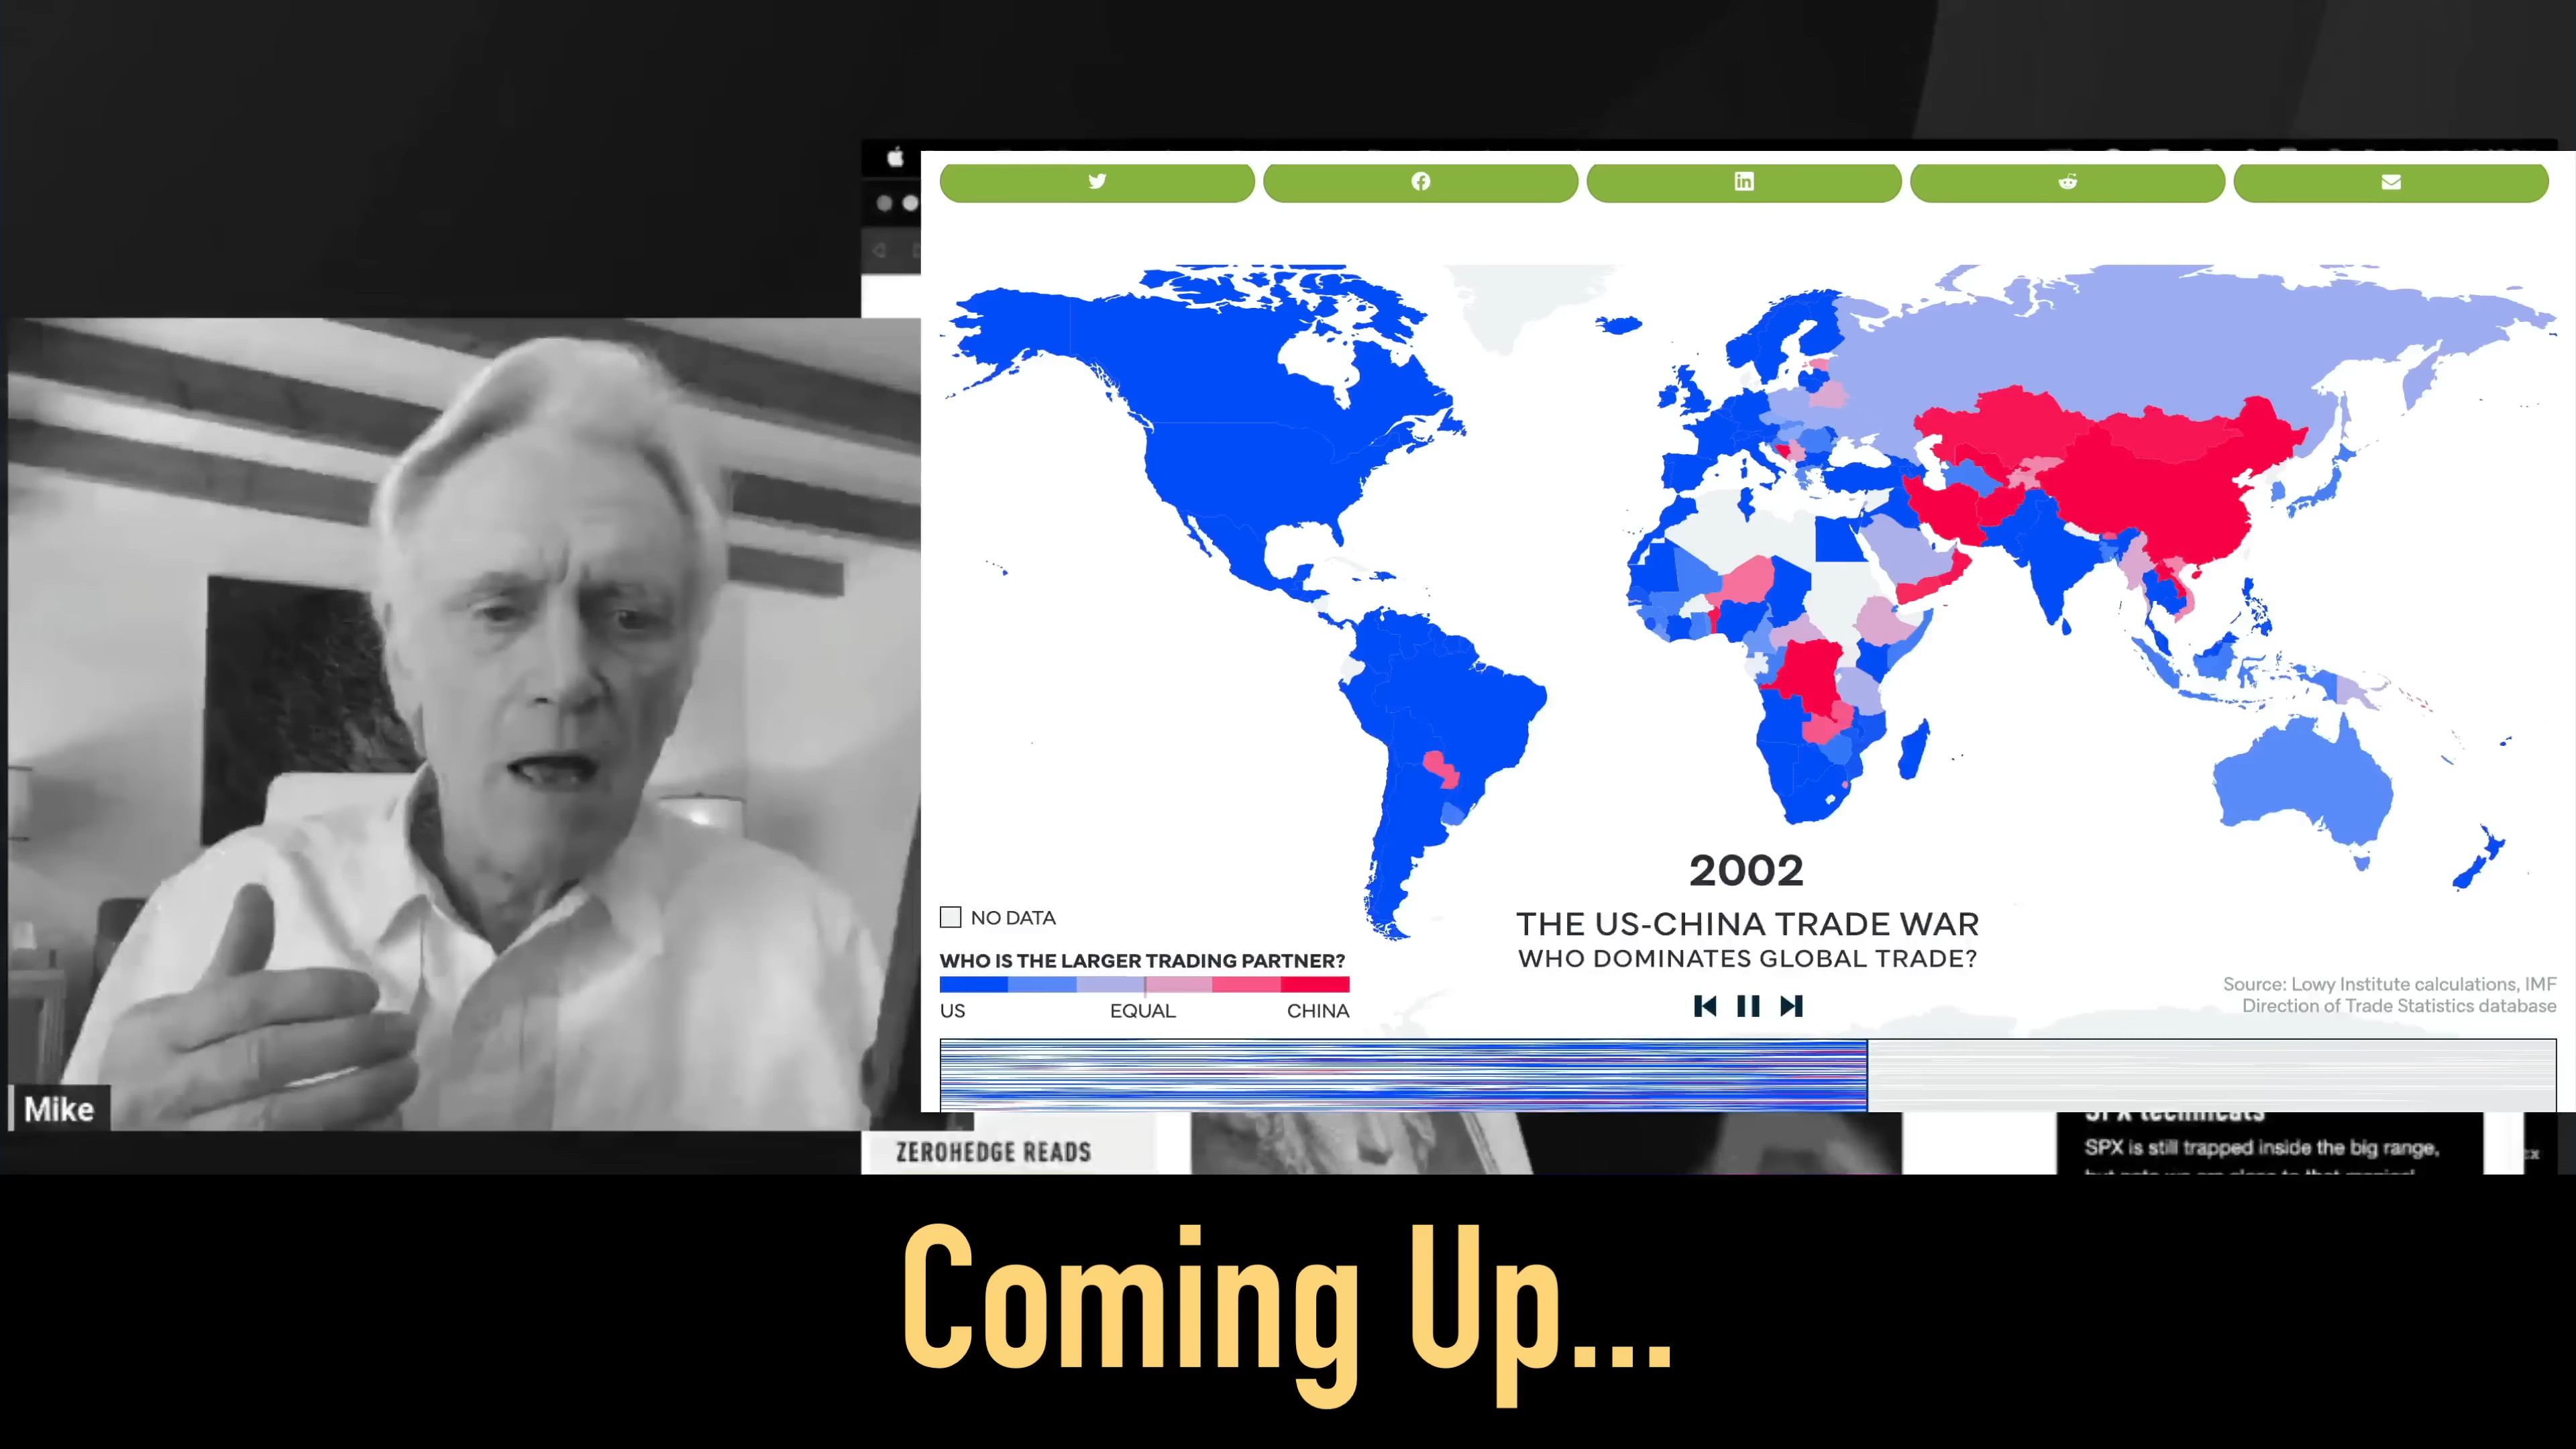 2002
THE US-CHINA TRADE WAR
WHO DOMINATES GLOBAL TRADE?
NO DATA
WHO IS THE LARGER TRADING PARTNER?
US EQUAL CHINA
Source: Lowy Institute calculations, IMF
Direction of Trade Statistics database
Mike
ZEROHEDGE READS
SPX technicals
SPX is still trapped inside the big range,
Coming Up...